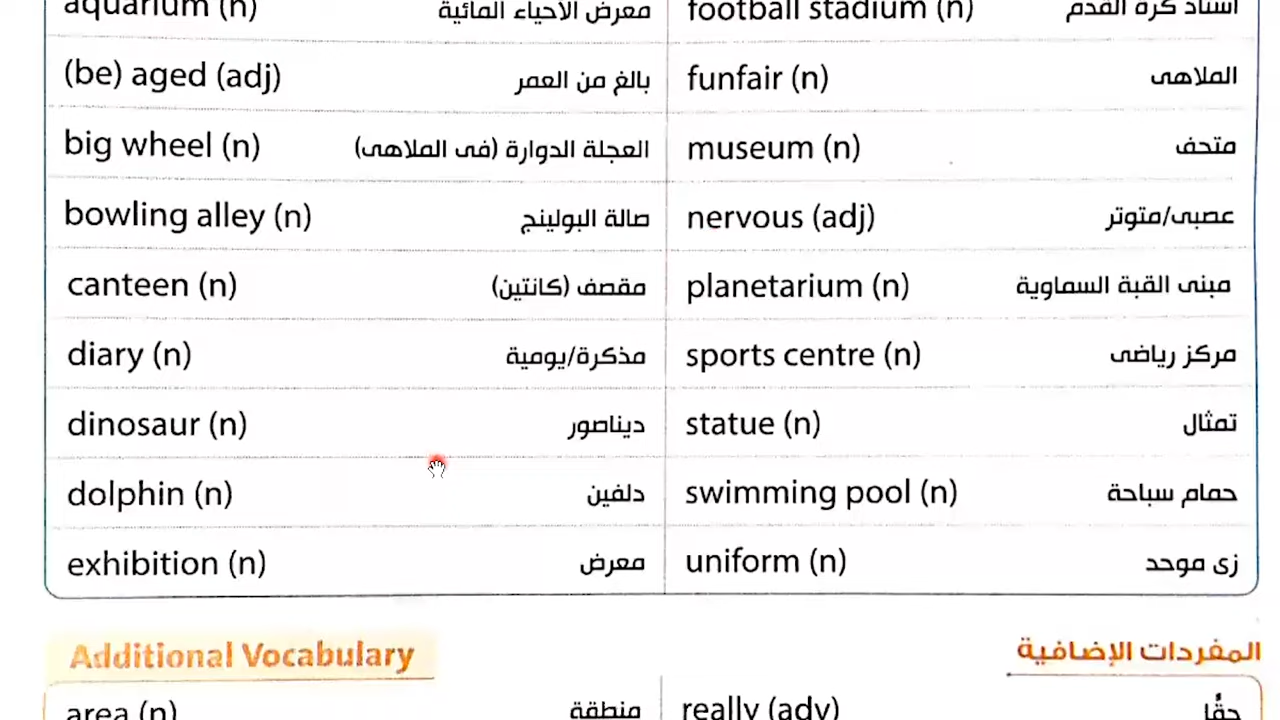 aquarium (n) معرض الأحياء المائية football stadium (n) استاد كرة القدم
(be) aged (adj) بالغ من العمر funfair (n) الملاهى
big wheel (n) العجلة الدوارة (فى الملاهى) museum (n) متحف
bowling alley (n) صالة البولينج nervous (adj) عصبى/متوتر
canteen (n) مقصف (كانتين) planetarium (n) مبنى القبة السماوية
diary (n) مذكرة/يومية sports centre (n) مركز رياضى
dinosaur (n) ديناصور statue (n) تمثال
dolphin (n) دلفين swimming pool (n) حمام سباحة
exhibition (n) معرض uniform (n) زى موحد
Additional Vocabulary المفردات الإضافية
area (n) منطقة really (adv) حقًا